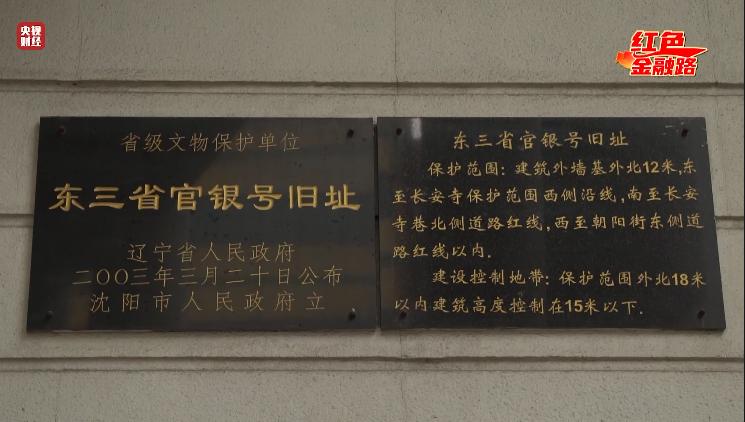 央视
财经
红色
金融路
省级文物保护单位
东三省官银号旧址
辽宁省人民政府
二〇〇三年三月二十日公布
沈阳市人民政府立
东三省官银号旧址
保护范围：建筑外墙基外北12米,东
至长安寺保护范围西侧沿线,南至长安
寺巷北侧道路红线,西至朝阳街东侧道
路红线以内.
建设控制地带：保护范围外北18米
以内建筑高度控制在15米以下.